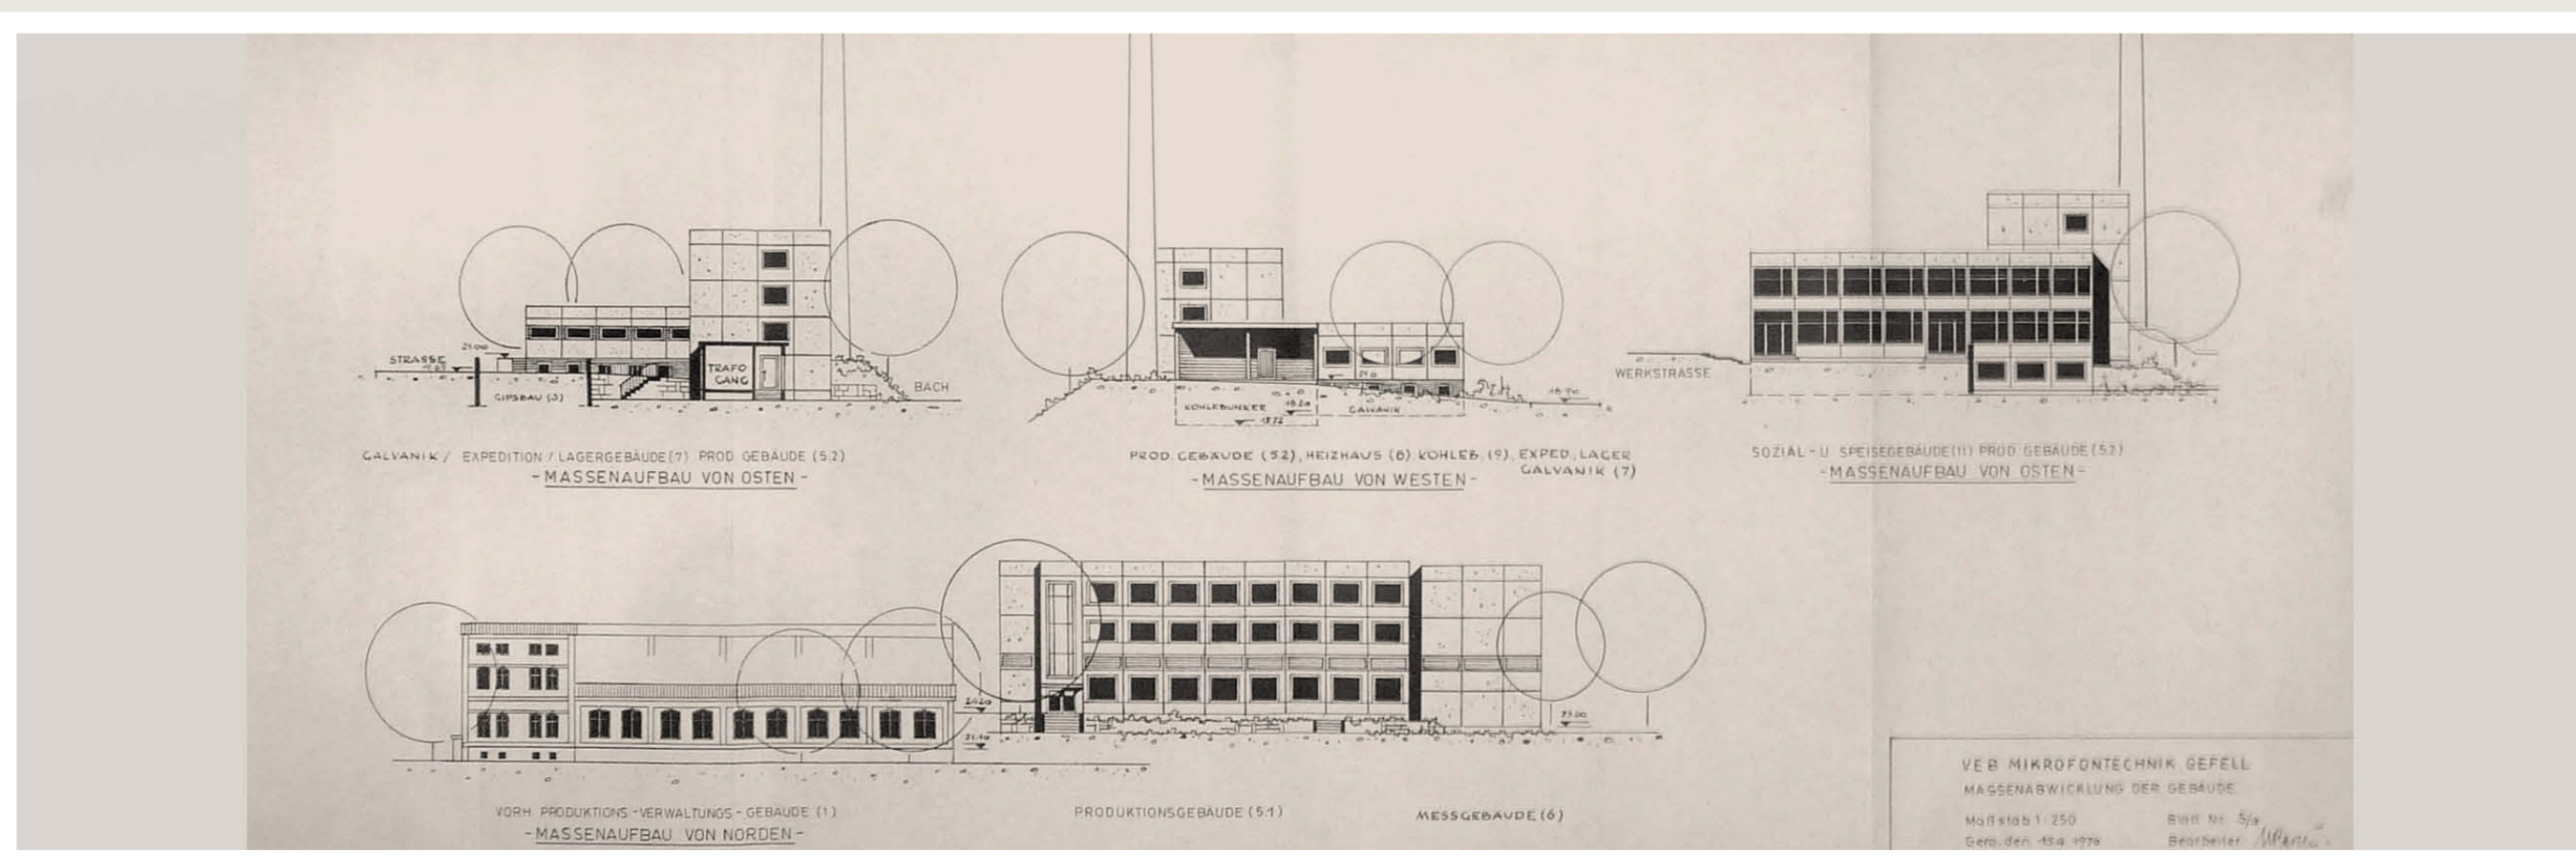 STRASSE
21.00
GIPSBAU (3)
TRAFO
GANG
BACH
GALVANIK / EXPEDITION / LAGERGEBÄUDE (7) PROD GEBÄUDE (5.2)
- MASSENAUFBAU VON OSTEN -
KOHLEBUNKER
GALVANIK
PROD. GEBÄUDE (5.2), HEIZHAUS (8) KOHLEB. (9), EXPED., LAGER
GALVANIK (7)
- MASSENAUFBAU VON WESTEN -
WERKSTRASSE
SOZIAL - U SPEISEGEBÄUDE (11) PROD GEBÄUDE (5.2)
- MASSENAUFBAU VON OSTEN -
VORH PRODUKTIONS - VERWALTUNGS - GEBÄUDE (1)
- MASSENAUFBAU VON NORDEN -
PRODUKTIONSGEBÄUDE (5.1)
MESSGEBÄUDE (6)
VEB MIKROFONTECHNIK GEFELL
MASSENABWICKLUNG DER GEBÄUDE
Maßstab 1:250
Blatt Nr.
Gera, den 1970
Bearbeiter